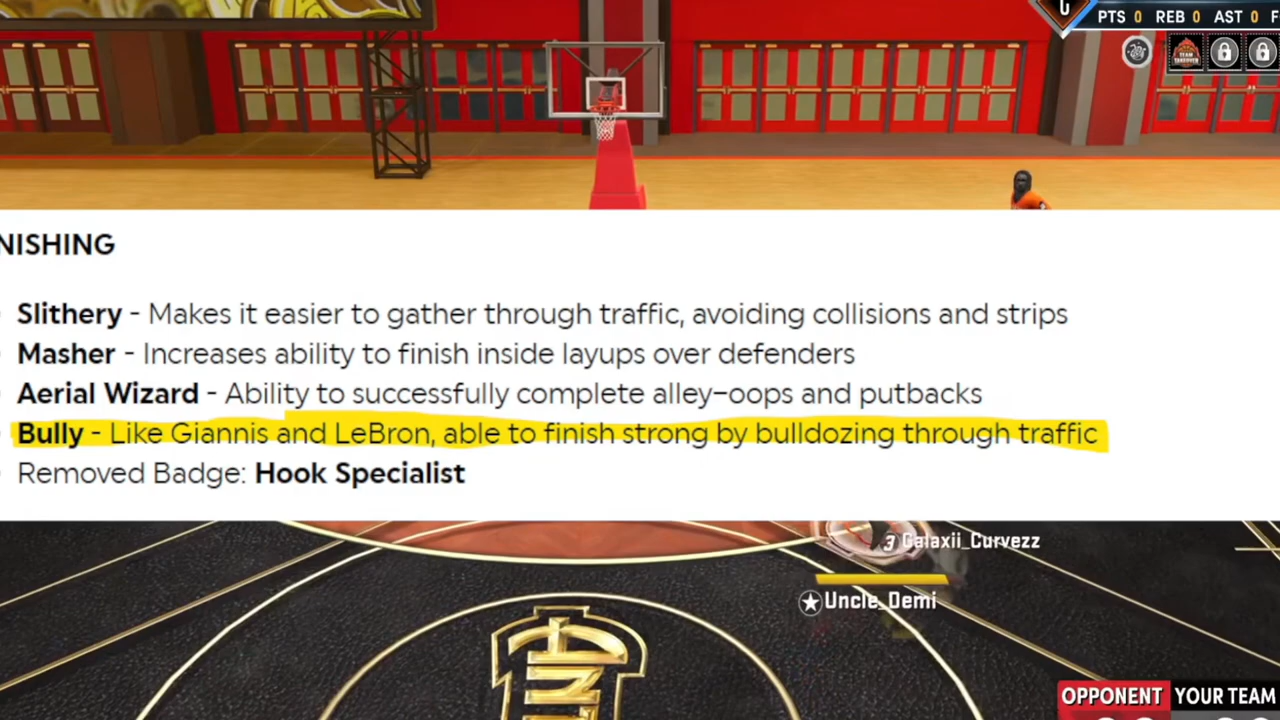 PTS 0 REB 0 AST 0 F
TEAM
TAKEOVER
NISHING
Slithery - Makes it easier to gather through traffic, avoiding collisions and strips
Masher - Increases ability to finish inside layups over defenders
Aerial Wizard - Ability to successfully complete alley-oops and putbacks
Bully - Like Giannis and LeBron, able to finish strong by bulldozing through traffic
Removed Badge: Hook Specialist
3 Galaxii_Curvezz
Uncle_Demi
OPPONENT YOUR TEAM